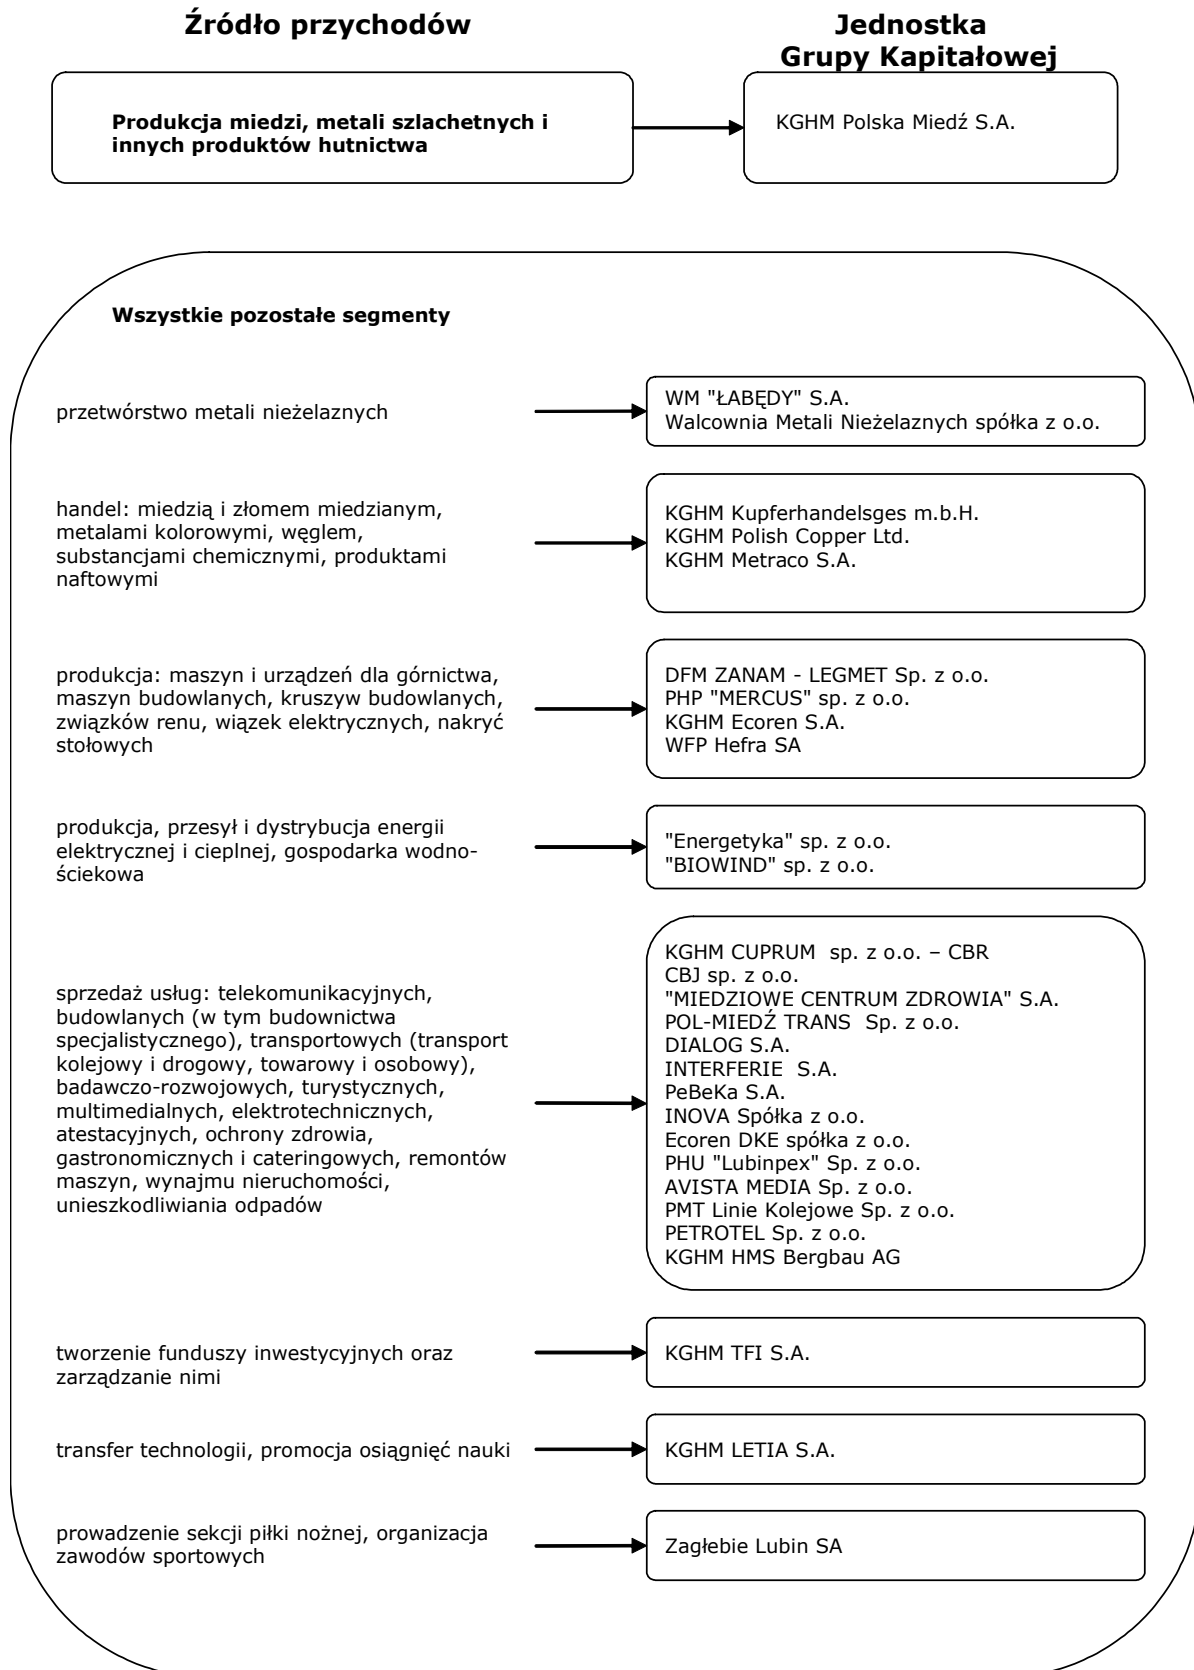 Źródło przychodów
Jednostka
Grupy Kapitałowej
Produkcja miedzi, metali szlachetnych i
innych produktów hutnictwa
KGHM Polska Miedź S.A.
Wszystkie pozostałe segmenty
przetwórstwo metali nieżelaznych
WM "ŁABĘDY" S.A.
Walcownia Metali Nieżelaznych spółka z o.o.
handel: miedzią i złomem miedzianym,
metalami kolorowymi, węglem,
substancjami chemicznymi, produktami
naftowymi
KGHM Kupferhandelsges m.b.H.
KGHM Polish Copper Ltd.
KGHM Metraco S.A.
produkcja: maszyn i urządzeń dla górnictwa,
maszyn budowlanych, kruszyw budowlanych,
związków renu, wiązek elektrycznych, nakryć
stołowych
DFM ZANAM - LEGMET Sp. z o.o.
PHP "MERCUS" sp. z o.o.
KGHM Ecoren S.A.
WFP Hefra SA
produkcja, przesył i dystrybucja energii
elektrycznej i cieplnej, gospodarka wodno-
ściekowa
"Energetyka" sp. z o.o.
"BIOWIND" sp. z o.o.
sprzedaż usług: telekomunikacyjnych,
budowlanych (w tym budownictwa
specjalistycznego), transportowych (transport
kolejowy i drogowy, towarowy i osobowy),
badawczo-rozwojowych, turystycznych,
multimedialnych, elektrotechnicznych,
atestacyjnych, ochrony zdrowia,
gastronomicznych i cateringowych, remontów
maszyn, wynajmu nieruchomości,
unieszkodliwiania odpadów
KGHM CUPRUM sp. z o.o. – CBR
CBJ sp. z o.o.
"MIEDZIOWE CENTRUM ZDROWIA" S.A.
POL-MIEDŹ TRANS Sp. z o.o.
DIALOG S.A.
INTERFERIE S.A.
PeBeKa S.A.
INOVA Spółka z o.o.
Ecoren DKE spółka z o.o.
PHU "Lubinpex" Sp. z o.o.
AVISTA MEDIA Sp. z o.o.
PMT Linie Kolejowe Sp. z o.o.
PETROTEL Sp. z o.o.
KGHM HMS Bergbau AG
tworzenie funduszy inwestycyjnych oraz
zarządzanie nimi
KGHM TFI S.A.
transfer technologii, promocja osiągnięć nauki
KGHM LETIA S.A.
prowadzenie sekcji piłki nożnej, organizacja
zawodów sportowych
Zagłebie Lubin SA